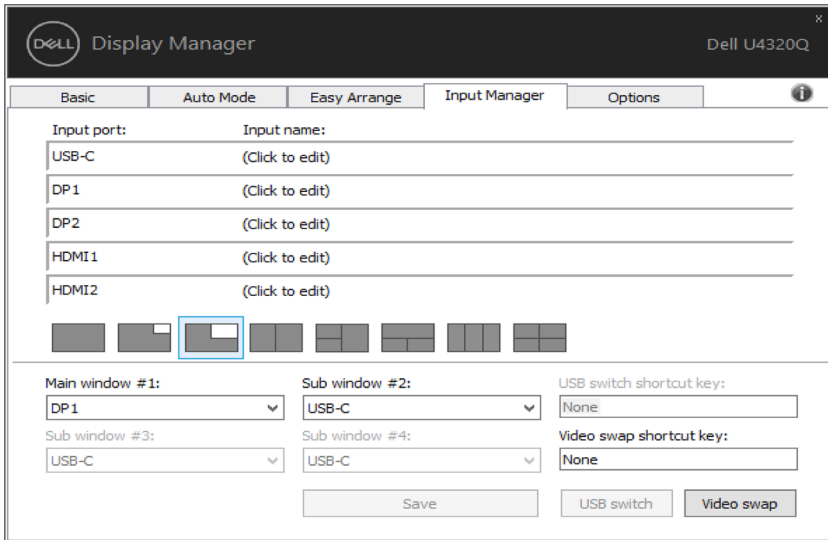 x
DELL Display Manager Dell U4320Q
Basic Auto Mode Easy Arrange Input Manager Options i
Input port: Input name:
USB-C (Click to edit)
DP1 (Click to edit)
DP2 (Click to edit)
HDMI1 (Click to edit)
HDMI2 (Click to edit)
Main window #1: Sub window #2: USB switch shortcut key:
DP1 USB-C None
Sub window #3: Sub window #4: Video swap shortcut key:
USB-C USB-C None
Save USB switch Video swap